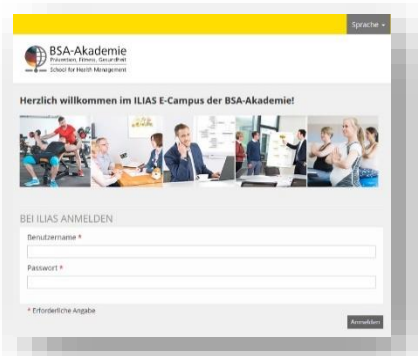 Sprache
BSA-Akademie
Prävention, Fitness, Gesundheit
School for Health Management
Herzlich willkommen im ILIAS E-Campus der BSA-Akademie!
BEI ILIAS ANMELDEN
Benutzername *
Passwort *
* Erforderliche Angabe
Anmelden